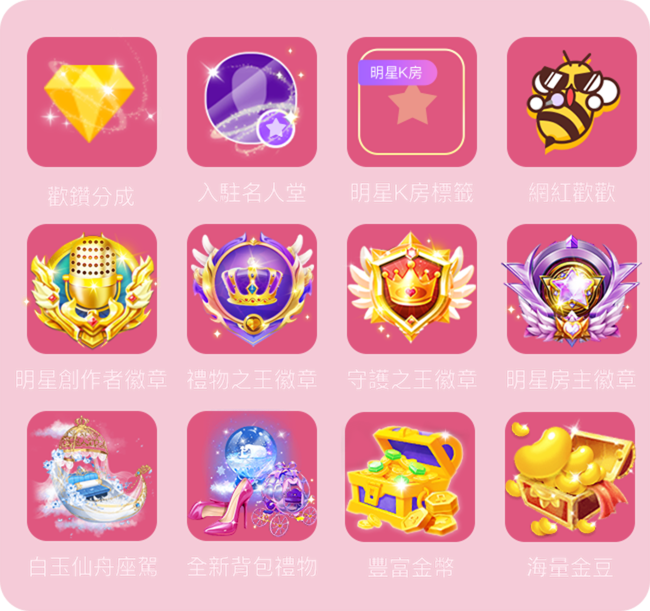 明星K房
歡鑽分成
入駐名人堂
明星K房標籤
網紅歡歡
明星創作者徽章
禮物之王徽章
守護之王徽章
明星房主徽章
白玉仙舟座駕
全新背包禮物
豐富金幣
海量金豆